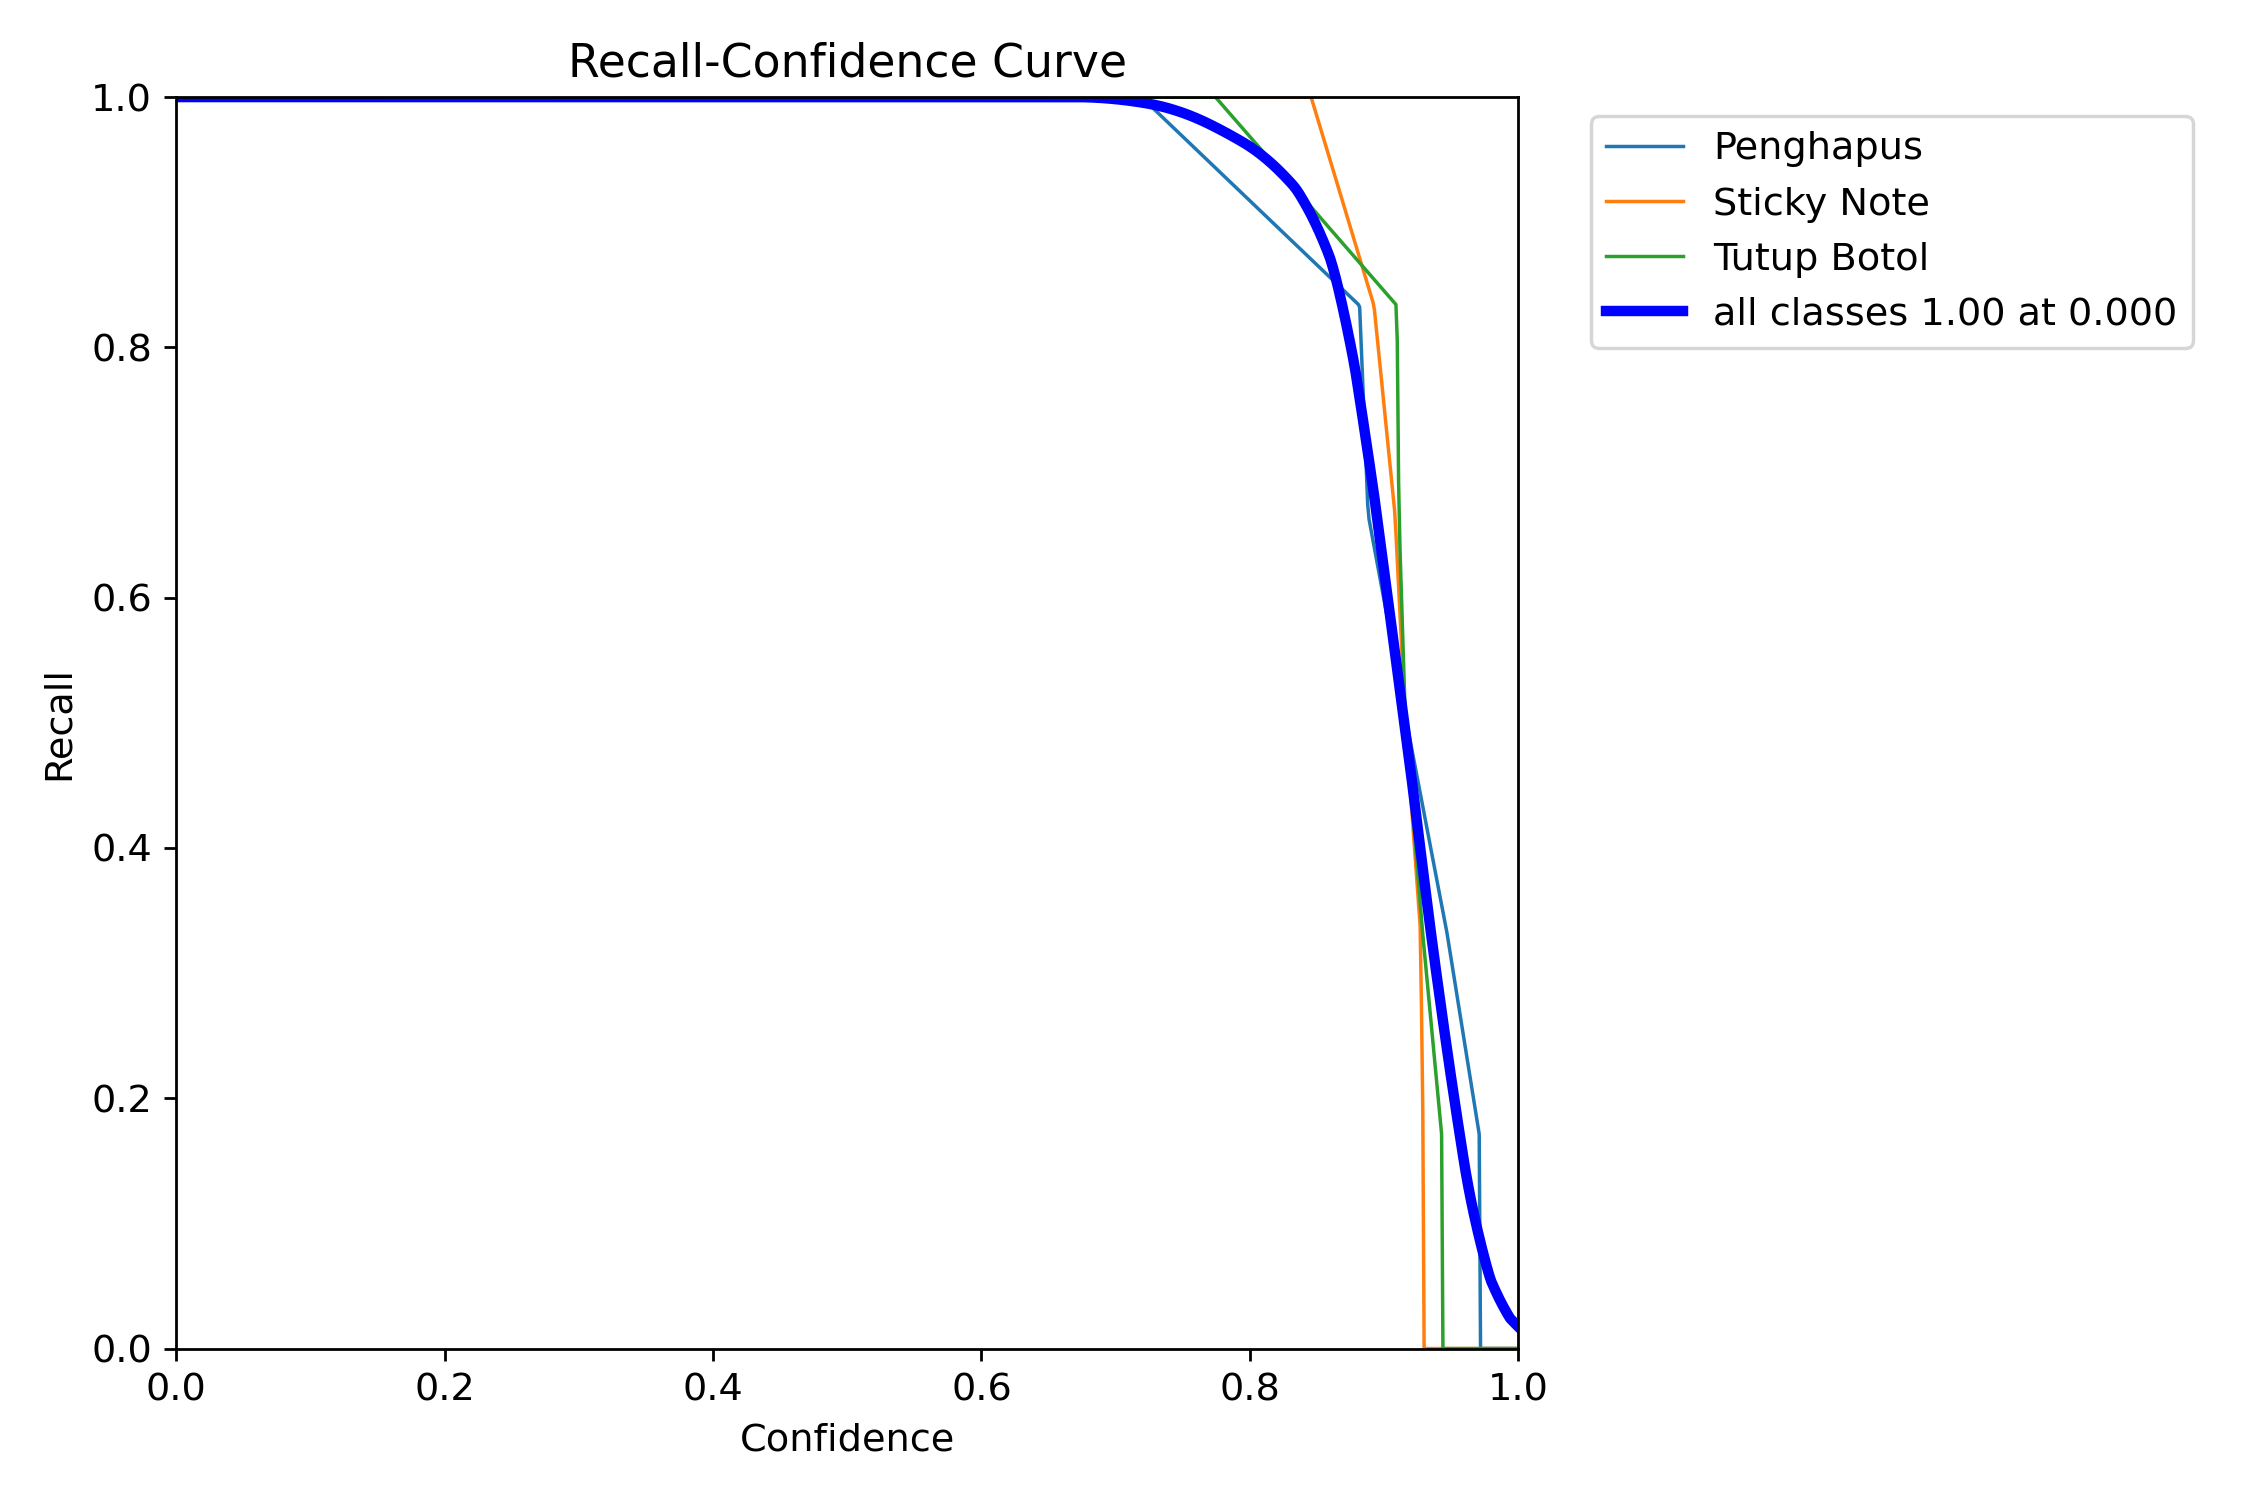 Recall-Confidence Curve
1.0
0.8
0.6
0.4
0.2
0.0
Recall
0.0 0.2 0.4 0.6 0.8 1.0
Confidence
Penghapus
Sticky Note
Tutup Botol
all classes 1.00 at 0.000